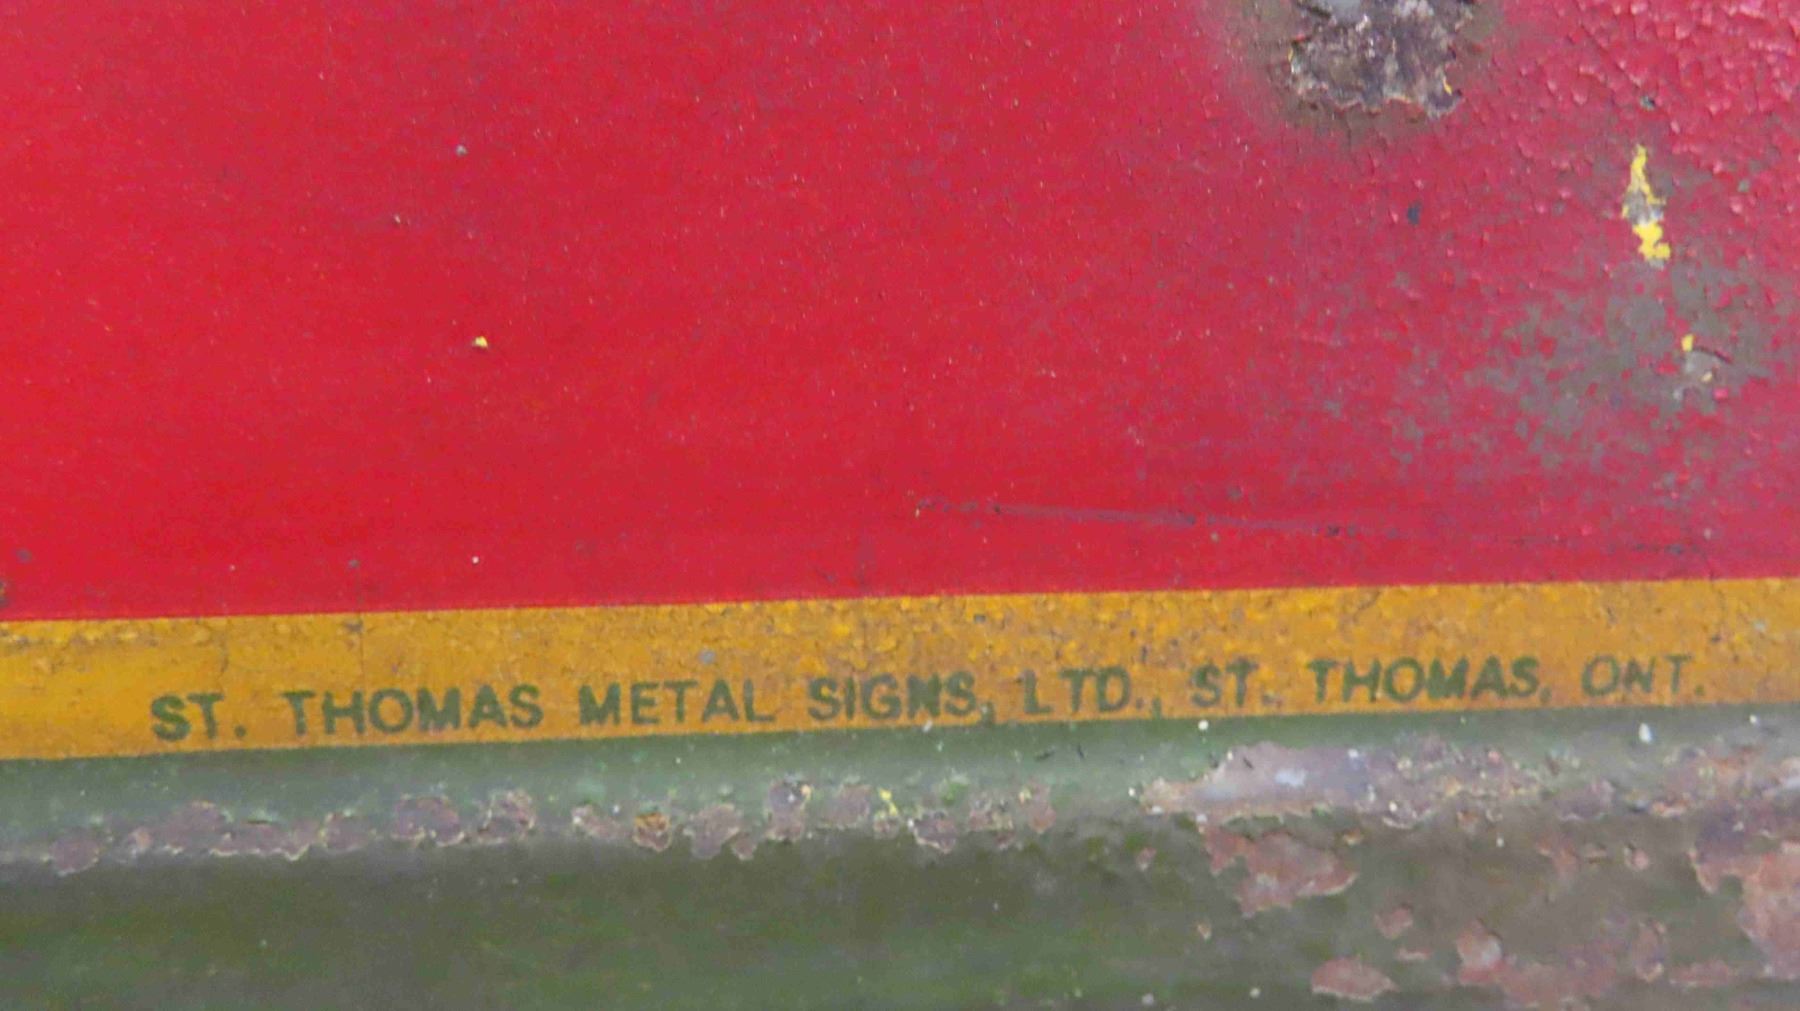 ST. THOMAS METAL SIGNS, LTD., ST. THOMAS, ONT.